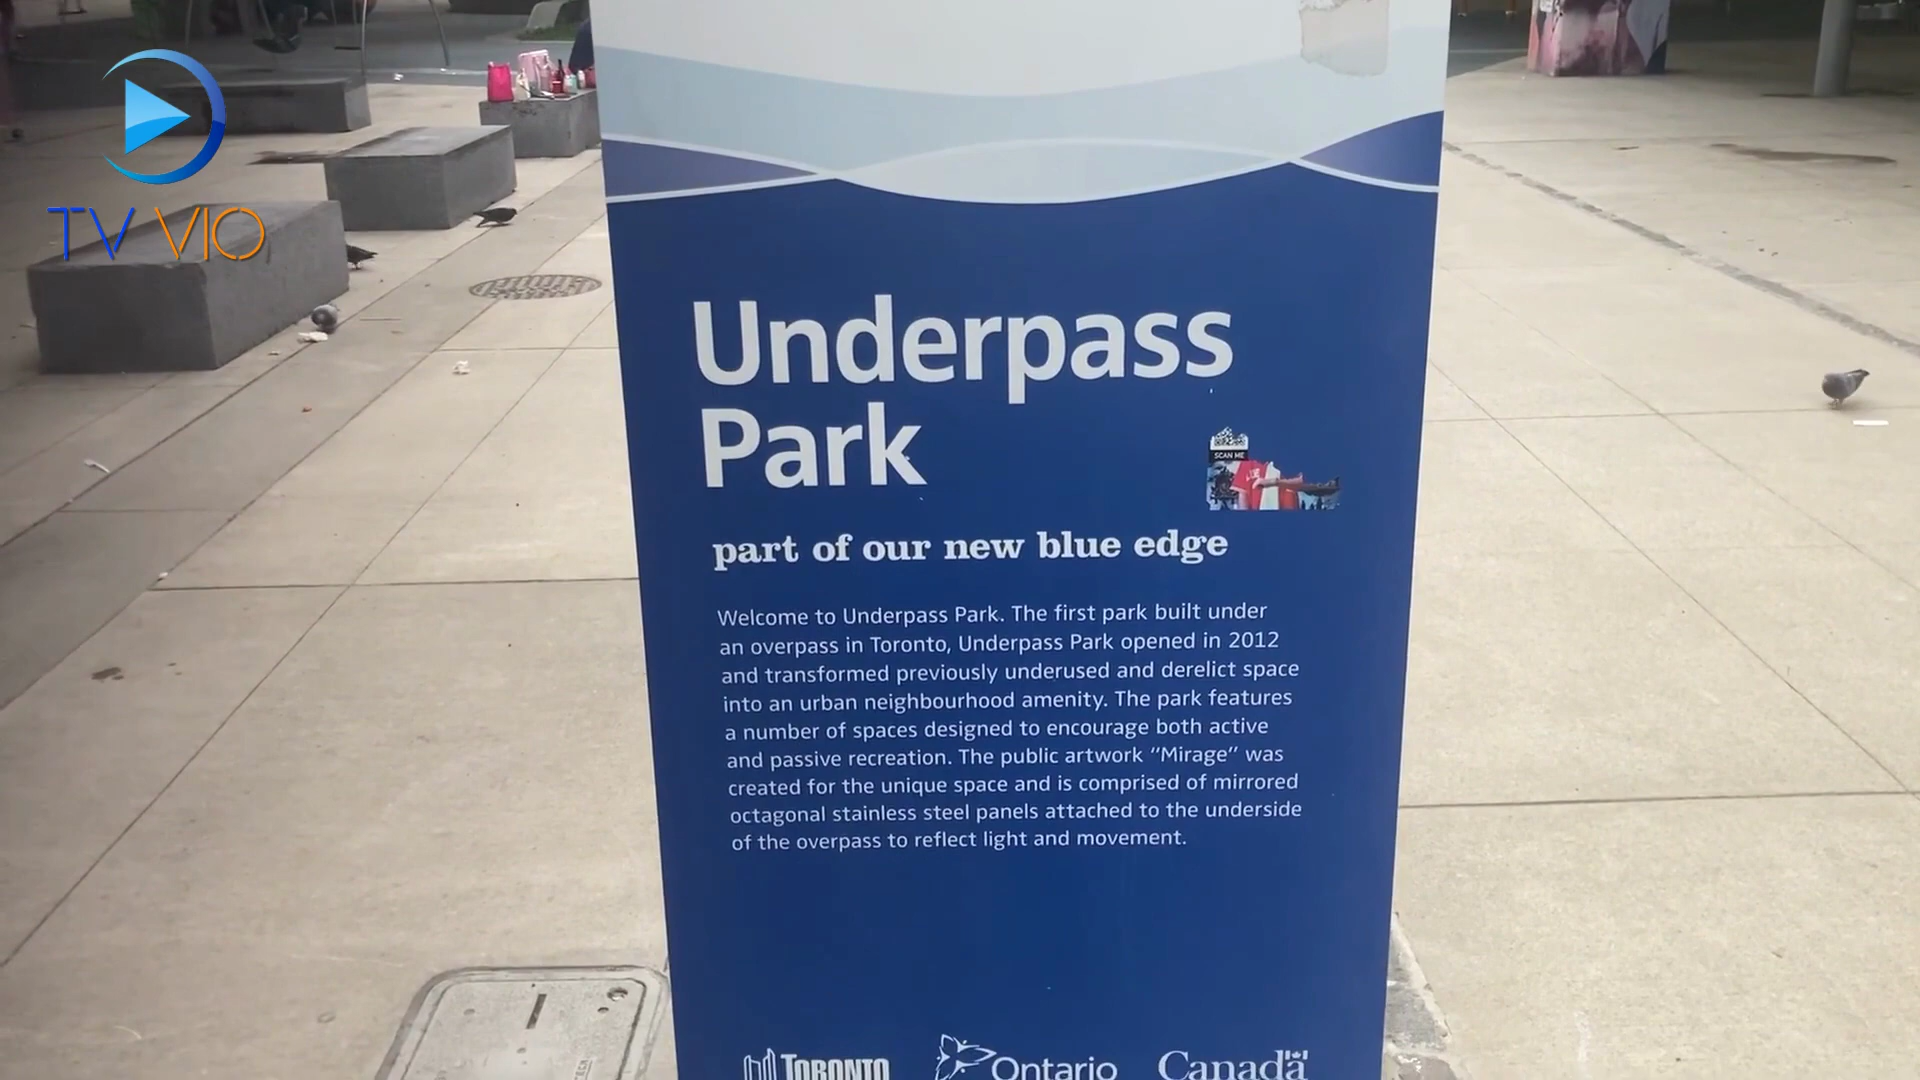 TV VIO
Underpass
Park
SCAN ME
part of our new blue edge
Welcome to Underpass Park. The first park built under
an overpass in Toronto, Underpass Park opened in 2012
and transformed previously underused and derelict space
into an urban neighbourhood amenity. The park features
a number of spaces designed to encourage both active
and passive recreation. The public artwork “Mirage” was
created for the unique space and is comprised of mirrored
octagonal stainless steel panels attached to the underside
of the overpass to reflect light and movement.
TORONTO Ontario Canada